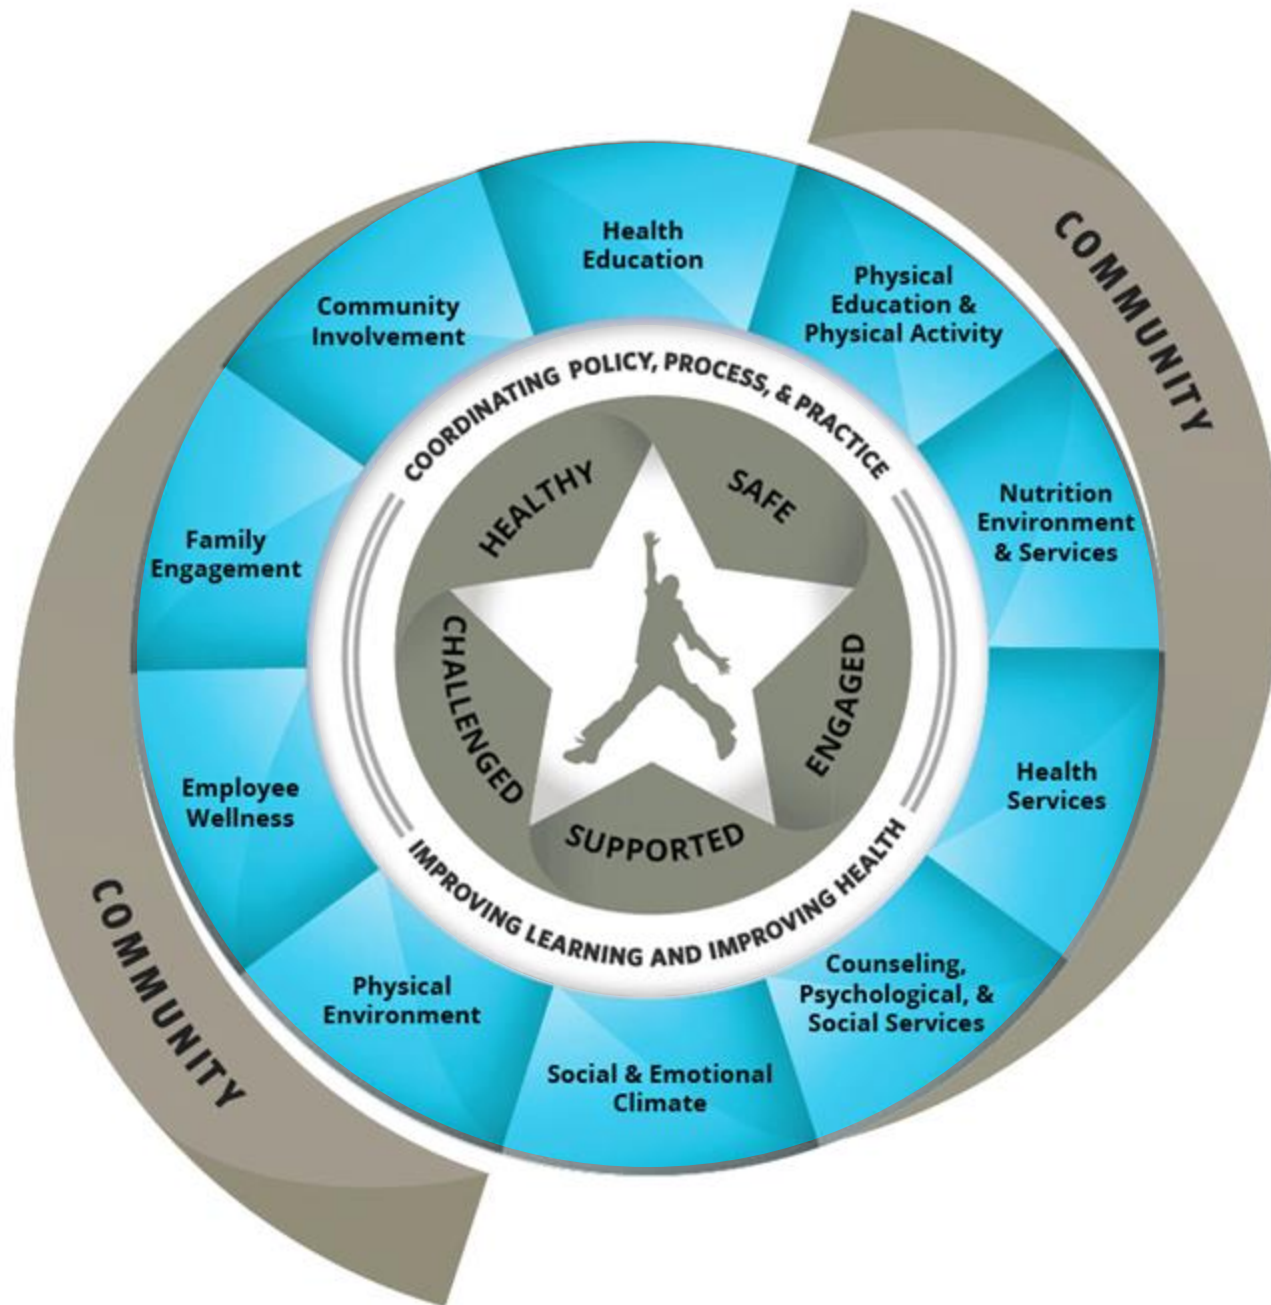 COMMUNITY
Health
Education
Physical
Education &
Physical Activity
Nutrition
Environment
& Services
Health
Services
Counseling,
Psychological, &
Social Services
Social & Emotional
Climate
Physical
Environment
Employee
Wellness
Family
Engagement
Community
Involvement
COORDINATING POLICY, PROCESS, & PRACTICE
IMPROVING LEARNING AND IMPROVING HEALTH
HEALTHY
SAFE
ENGAGED
SUPPORTED
CHALLENGED
COMMUNITY